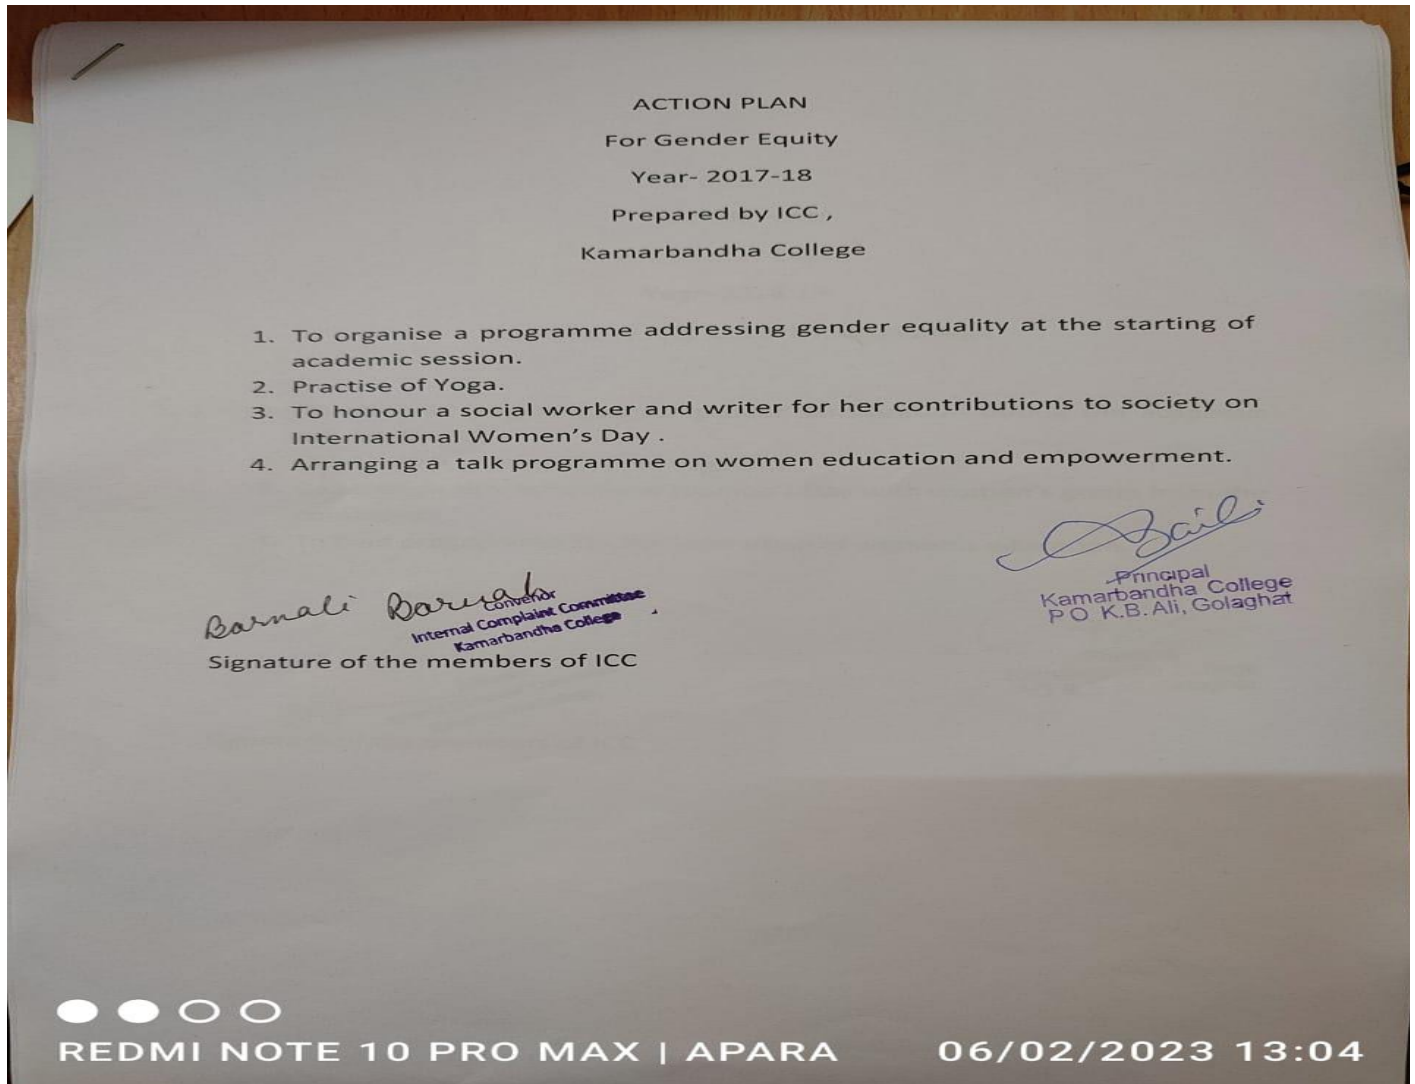 ACTION PLAN
For Gender Equity
Year- 2017-18
Prepared by ICC ,
Kamarbandha College
1. To organise a programme addressing gender equality at the starting of
academic session.
2. Practise of Yoga.
3. To honour a social worker and writer for her contributions to society on
International Women’s Day .
4. Arranging a talk programme on women education and empowerment.
Barnali
Convenor
Internal Complaint Committee
Kamarbandha College
Signature of the members of ICC
Principal
Kamarbandha College
P O K.B. Ali, Golaghat
REDMI NOTE 10 PRO MAX | APARA
06/02/2023 13:04